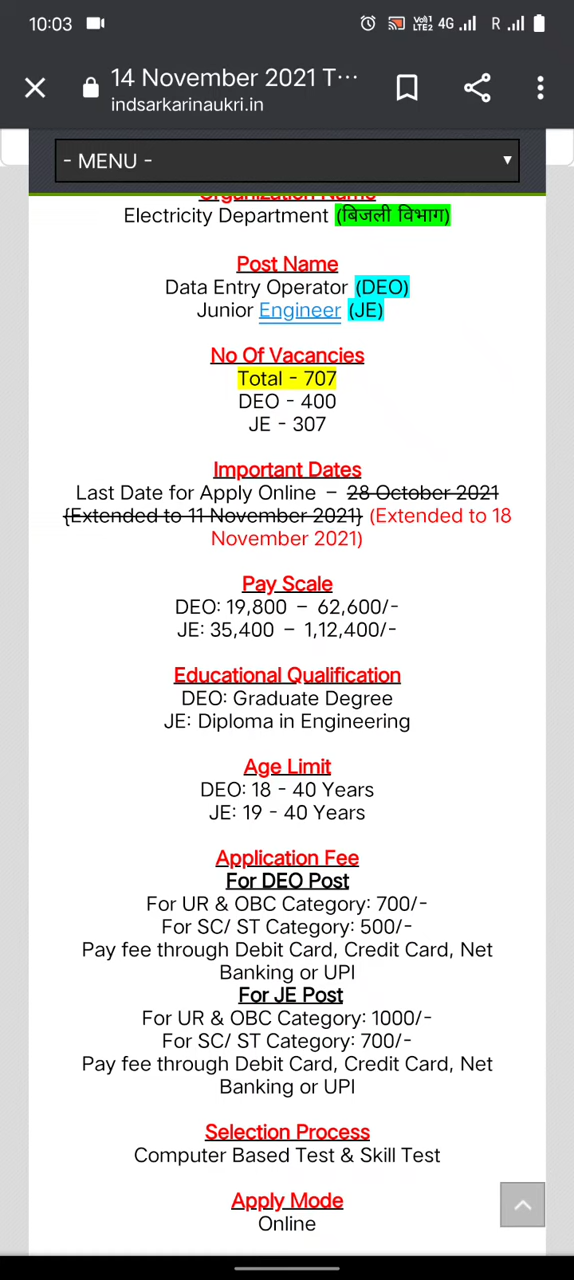 10:03
Vo))1 LTE2 4G R
14 November 2021 T···
indsarkarinaukri.in
- MENU -
Organization Name
Electricity Department (बिजली विभाग)
Post Name
Data Entry Operator (DEO)
Junior Engineer (JE)
No Of Vacancies
Total - 707
DEO - 400
JE - 307
Important Dates
Last Date for Apply Online – 28 October 2021
(Extended to 11 November 2021) (Extended to 18
November 2021)
Pay Scale
DEO: 19,800 – 62,600/-
JE: 35,400 – 1,12,400/-
Educational Qualification
DEO: Graduate Degree
JE: Diploma in Engineering
Age Limit
DEO: 18 - 40 Years
JE: 19 - 40 Years
Application Fee
For DEO Post
For UR & OBC Category: 700/-
For SC/ ST Category: 500/-
Pay fee through Debit Card, Credit Card, Net
Banking or UPI
For JE Post
For UR & OBC Category: 1000/-
For SC/ ST Category: 700/-
Pay fee through Debit Card, Credit Card, Net
Banking or UPI
Selection Process
Computer Based Test & Skill Test
Apply Mode
Online